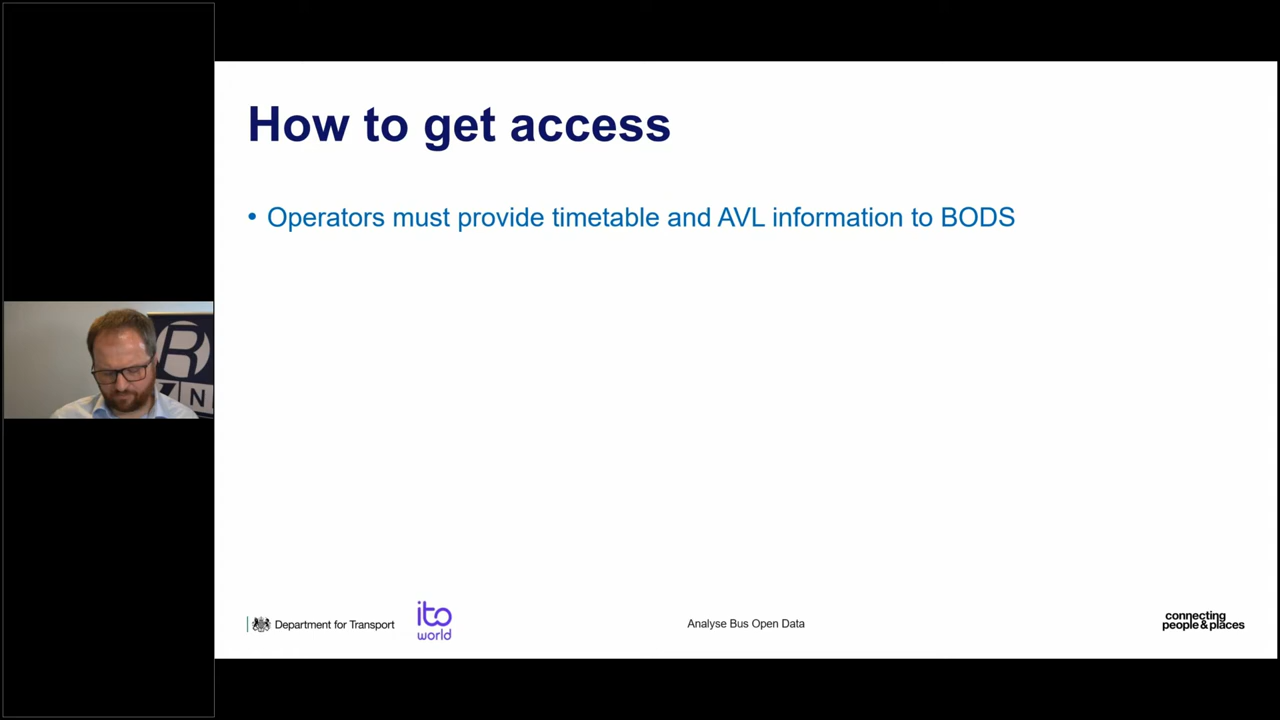 How to get access
• Operators must provide timetable and AVL information to BODS
R
N
Department for Transport
ito
world
Analyse Bus Open Data
connecting
people&places